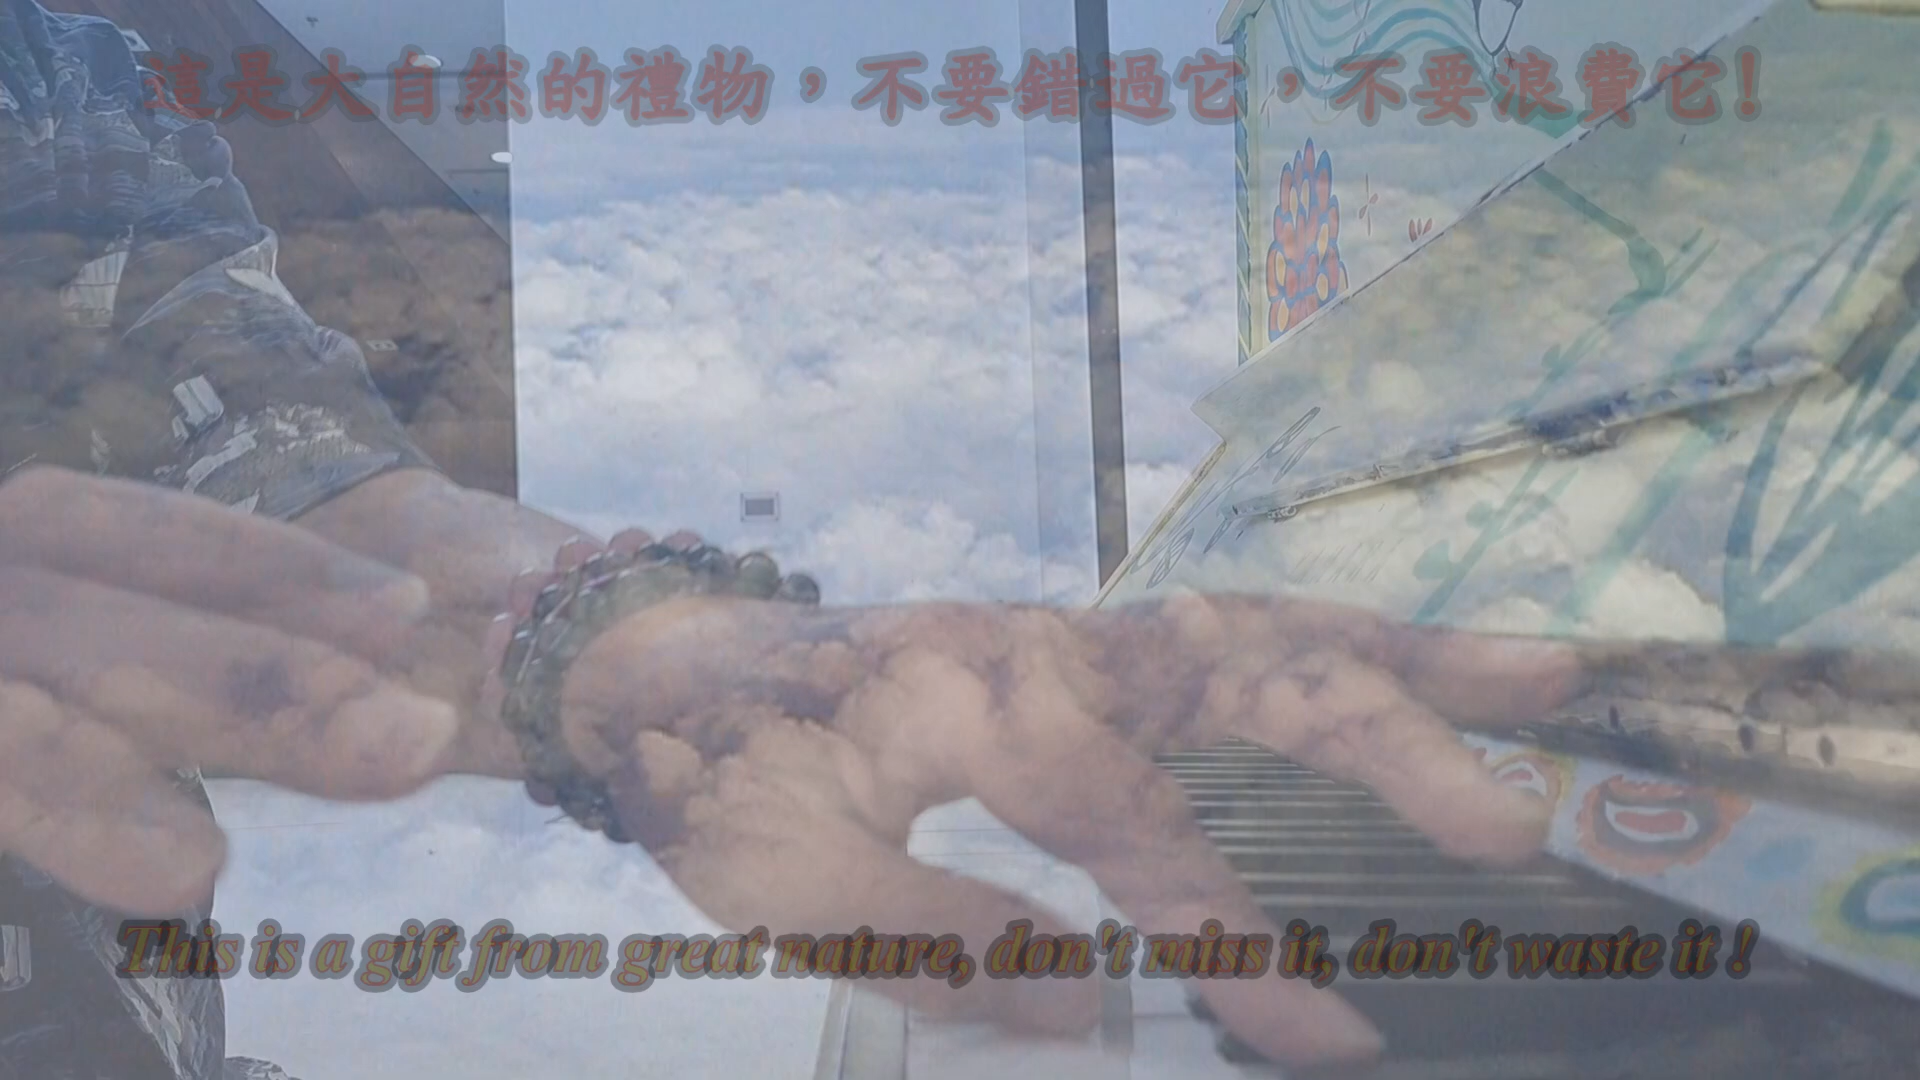 這是大自然的禮物，不要錯過它，不要浪費它！
This is a gift from great nature, don't miss it, don't waste it !